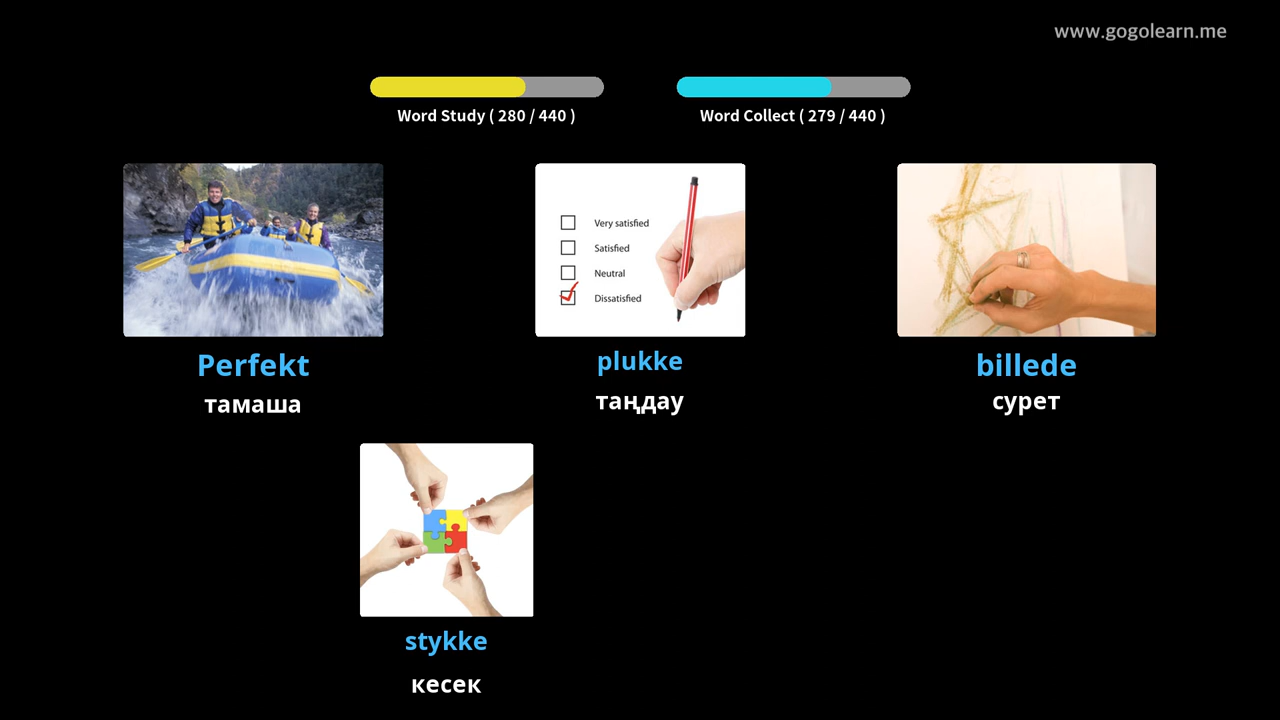 www.gogolearn.me
Word Study ( 280 / 440 )
Word Collect ( 279 / 440 )
Very satisfied
Satisfied
Neutral
Dissatisfied
Perfekt
тамаша
plukke
таңдау
billede
сурет
stykke
кесек